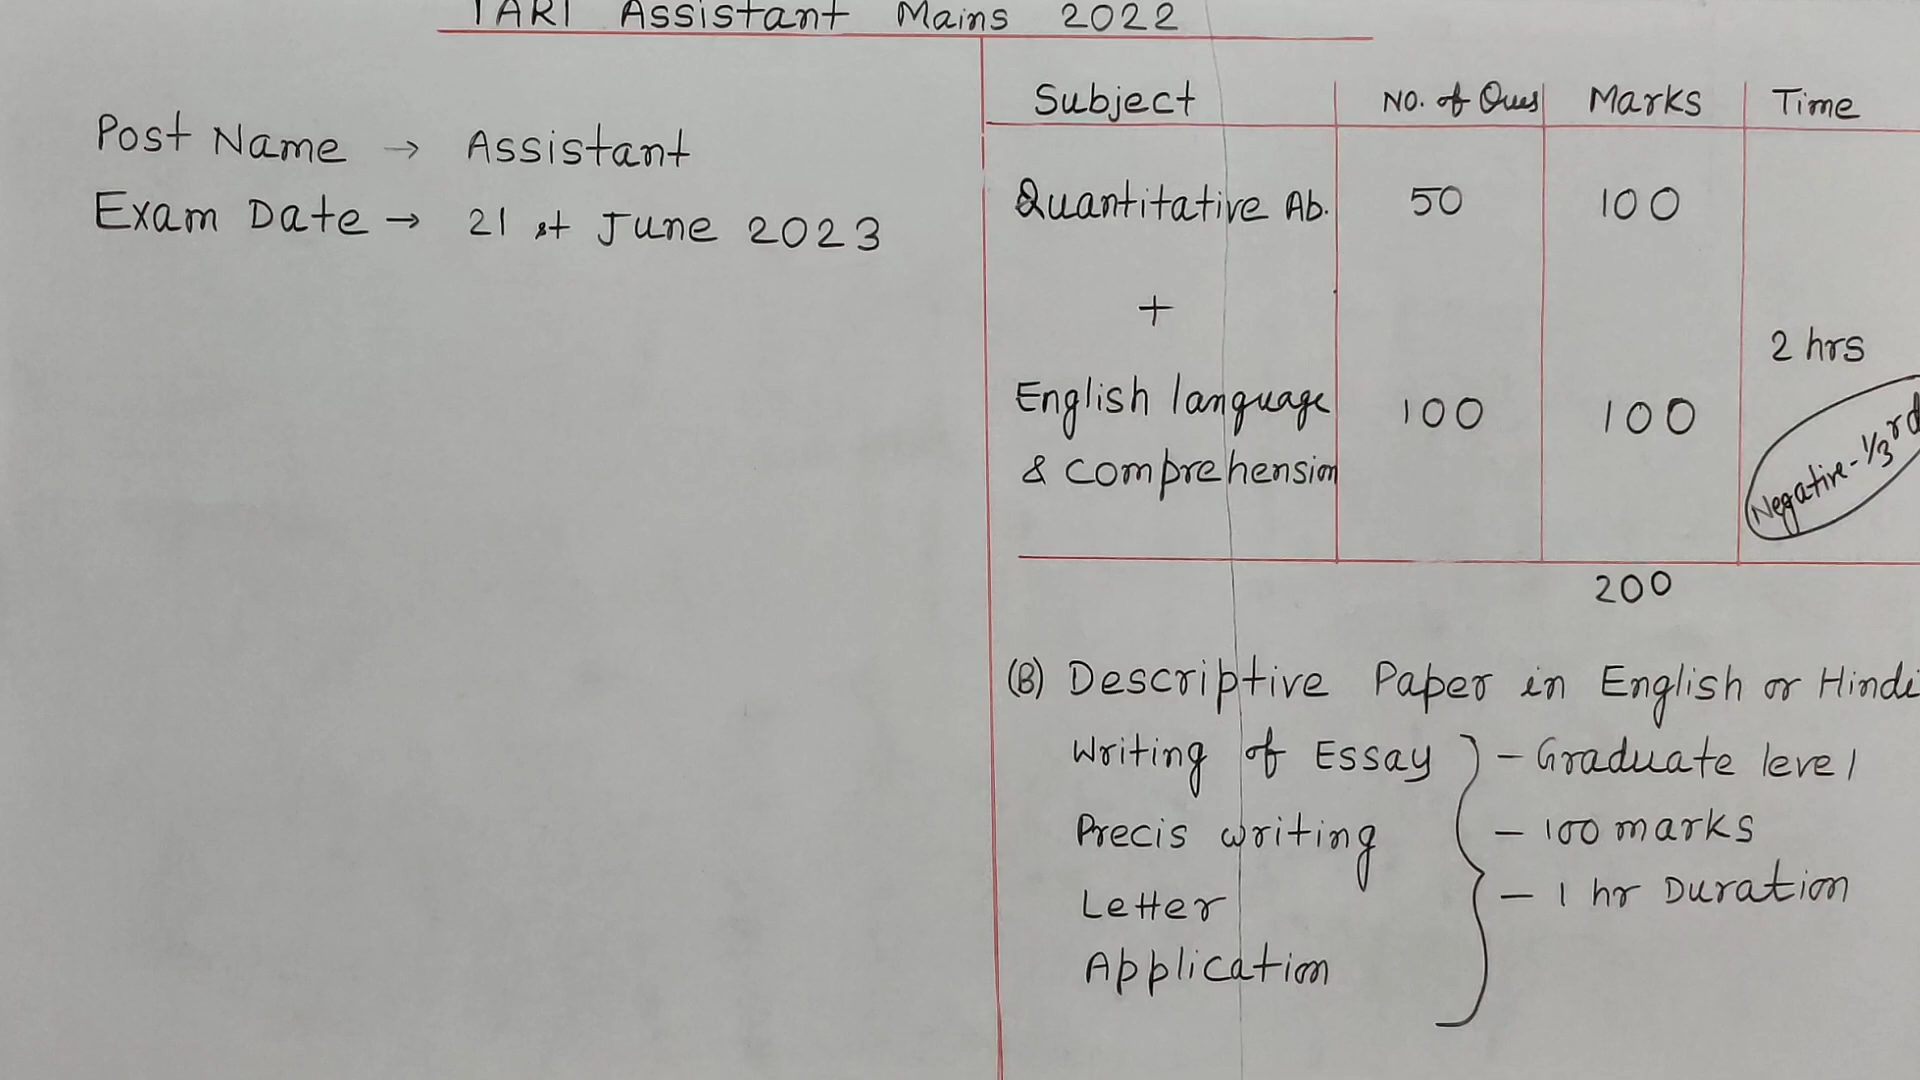 IARI Assistant Mains 2022
Post Name → Assistant
Exam Date → 21st June 2023
Subject No. of Ques Marks Time
Quantitative Ab. 50 100
+
2 hrs
English language 100 100
& comprehension
Negative - 1/3rd
200
(B) Descriptive Paper in English or Hindi
Writing of Essay - Graduate level
Precis writing - 100 marks
Letter - 1 hr Duration
Application